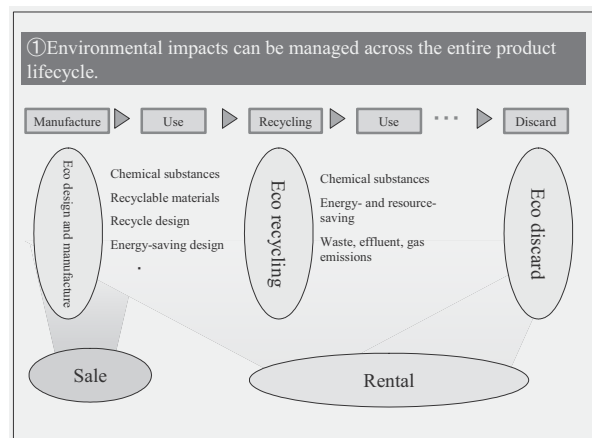 ①Environmental impacts can be managed across the entire product
lifecycle.
Manufacture
Use
Recycling
Use
• • •
Discard
Eco design and manufacture
Chemical substances
Recyclable materials
Recycle design
Energy-saving design
•
Eco recycling
Chemical substances
Energy- and resource-
saving
Waste, effluent, gas
emissions
Eco discard
Sale
Rental